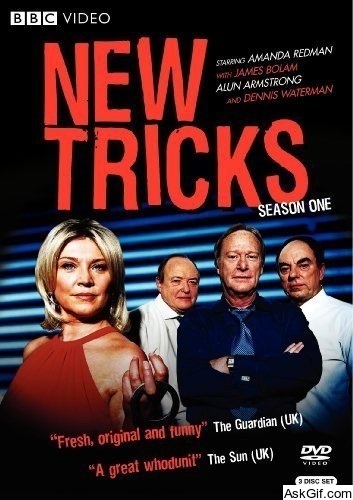 BBC VIDEO
STARRING AMANDA REDMAN
WITH JAMES BOLAM
ALUN ARMSTRONG
AND DENNIS WATERMAN
NEW
TRICKS
SEASON ONE
"Fresh, original and funny" The Guardian (UK)
"A great whodunit" The Sun (UK)
DVD
VIDEO
3 DISC SET
AskGif.com